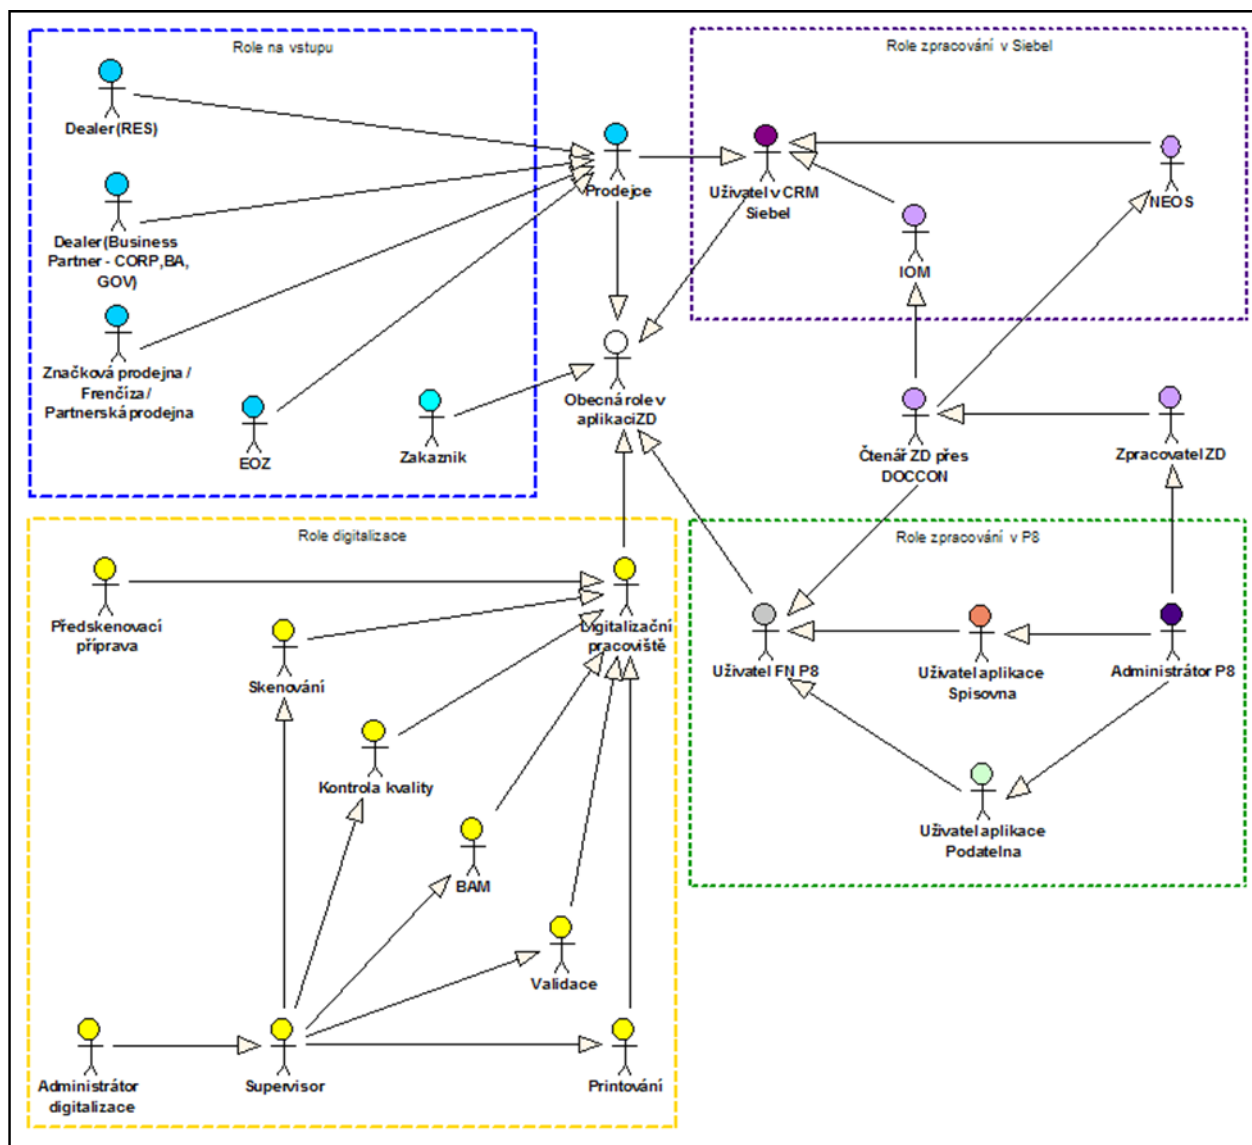 Role na vstupu
Dealer(RES)
Dealer(Business
Partner - CORP,BA,
GOV)
Značková prodejna /
Frenčíza /
Partnerská prodejna
EOZ
Zakaznik
Prodejce
Obecná role v
aplikaciZD
Role zpracování v Siebel
Uživatel v CRM
Siebel
IOM
NEOS
Čtenář ZD přes
DOCCON
Zpracovatel ZD
Role digitalizace
Předskenovací
příprava
Skenování
Digitalizační
pracoviště
Kontrola kvality
BAM
Validace
Administrátor
digitalizace
Supervisor
Printování
Role zpracování v P8
Uživatel FN P8
Uživatel aplikace
Spisovna
Administrátor P8
Uživatel aplikace
Podatelna